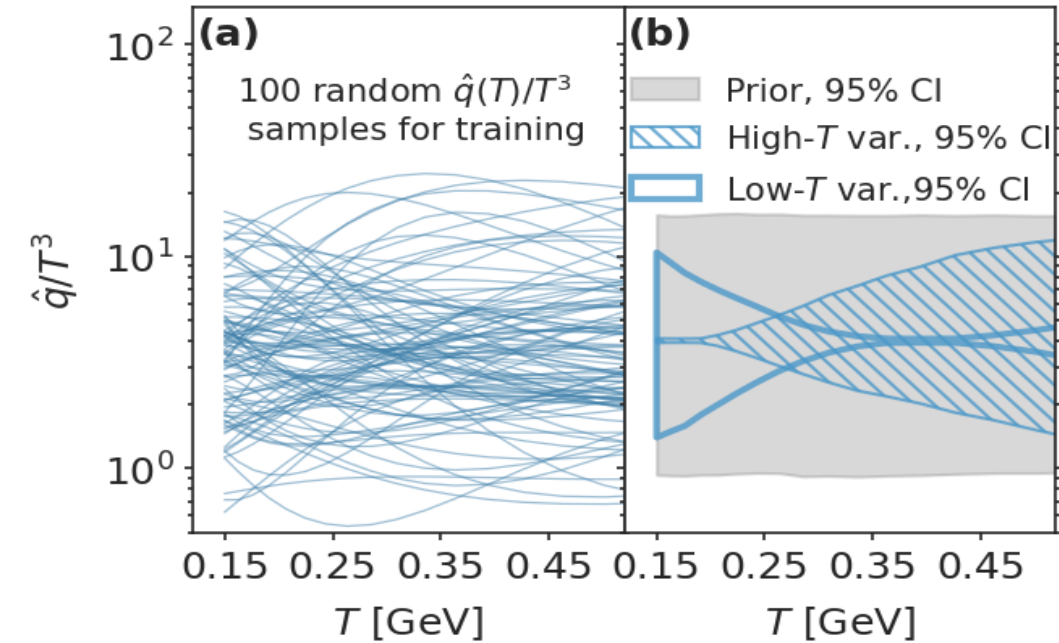 (a)
100 random q̂(T)/T³
samples for training
(b)
Prior, 95% CI
High-T var., 95% CI
Low-T var.,95% CI
10²
10¹
10⁰
q̂/T³
0.15 0.25 0.35 0.45
0.15 0.25 0.35 0.45
T [GeV]
T [GeV]